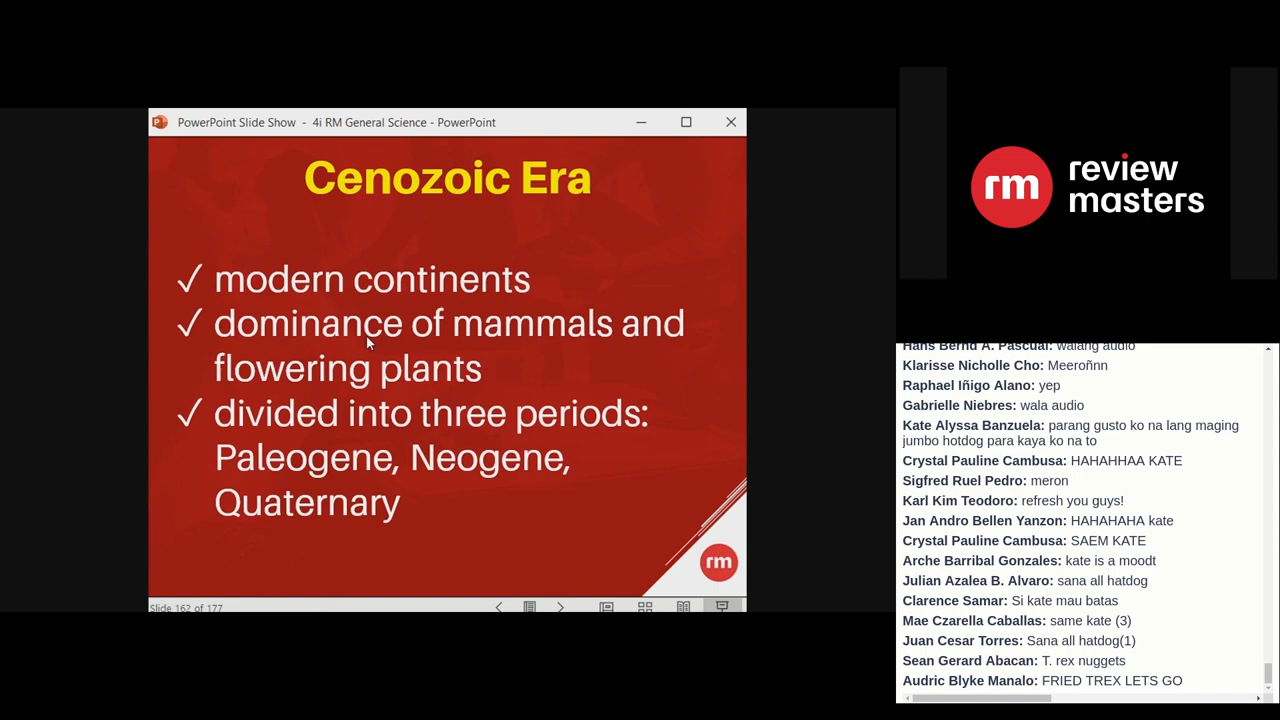 PowerPoint Slide Show - 4i RM General Science - PowerPoint
Cenozoic Era
✓ modern continents
✓ dominance of mammals and
flowering plants
✓ divided into three periods:
Paleogene, Neogene,
Quaternary
rm
Slide 162 of 177
rm review
masters
Hans Bernd A. Pascual: walang audio
Klarisse Nicholle Cho: Meeroñnn
Raphael Iñigo Alano: yep
Gabrielle Niebres: wala audio
Kate Alyssa Banzuela: parang gusto ko na lang maging
jumbo hotdog para kaya ko na to
Crystal Pauline Cambusa: HAHAHHAA KATE
Sigfred Ruel Pedro: meron
Karl Kim Teodoro: refresh you guys!
Jan Andro Bellen Yanzon: HAHAHAHA kate
Crystal Pauline Cambusa: SAEM KATE
Arche Barribal Gonzales: kate is a moodt
Julian Azalea B. Alvaro: sana all hatdog
Clarence Samar: Si kate mau batas
Mae Czarella Caballas: same kate (3)
Juan Cesar Torres: Sana all hatdog(1)
Sean Gerard Abacan: T. rex nuggets
Audric Blyke Manalo: FRIED TREX LETS GO